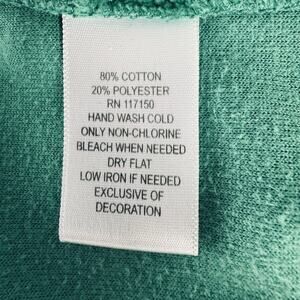 80% COTTON
20% POLYESTER
RN 117150
HAND WASH COLD
ONLY NON-CHLORINE
BLEACH WHEN NEEDED
DRY FLAT
LOW IRON IF NEEDED
EXCLUSIVE OF
DECORATION